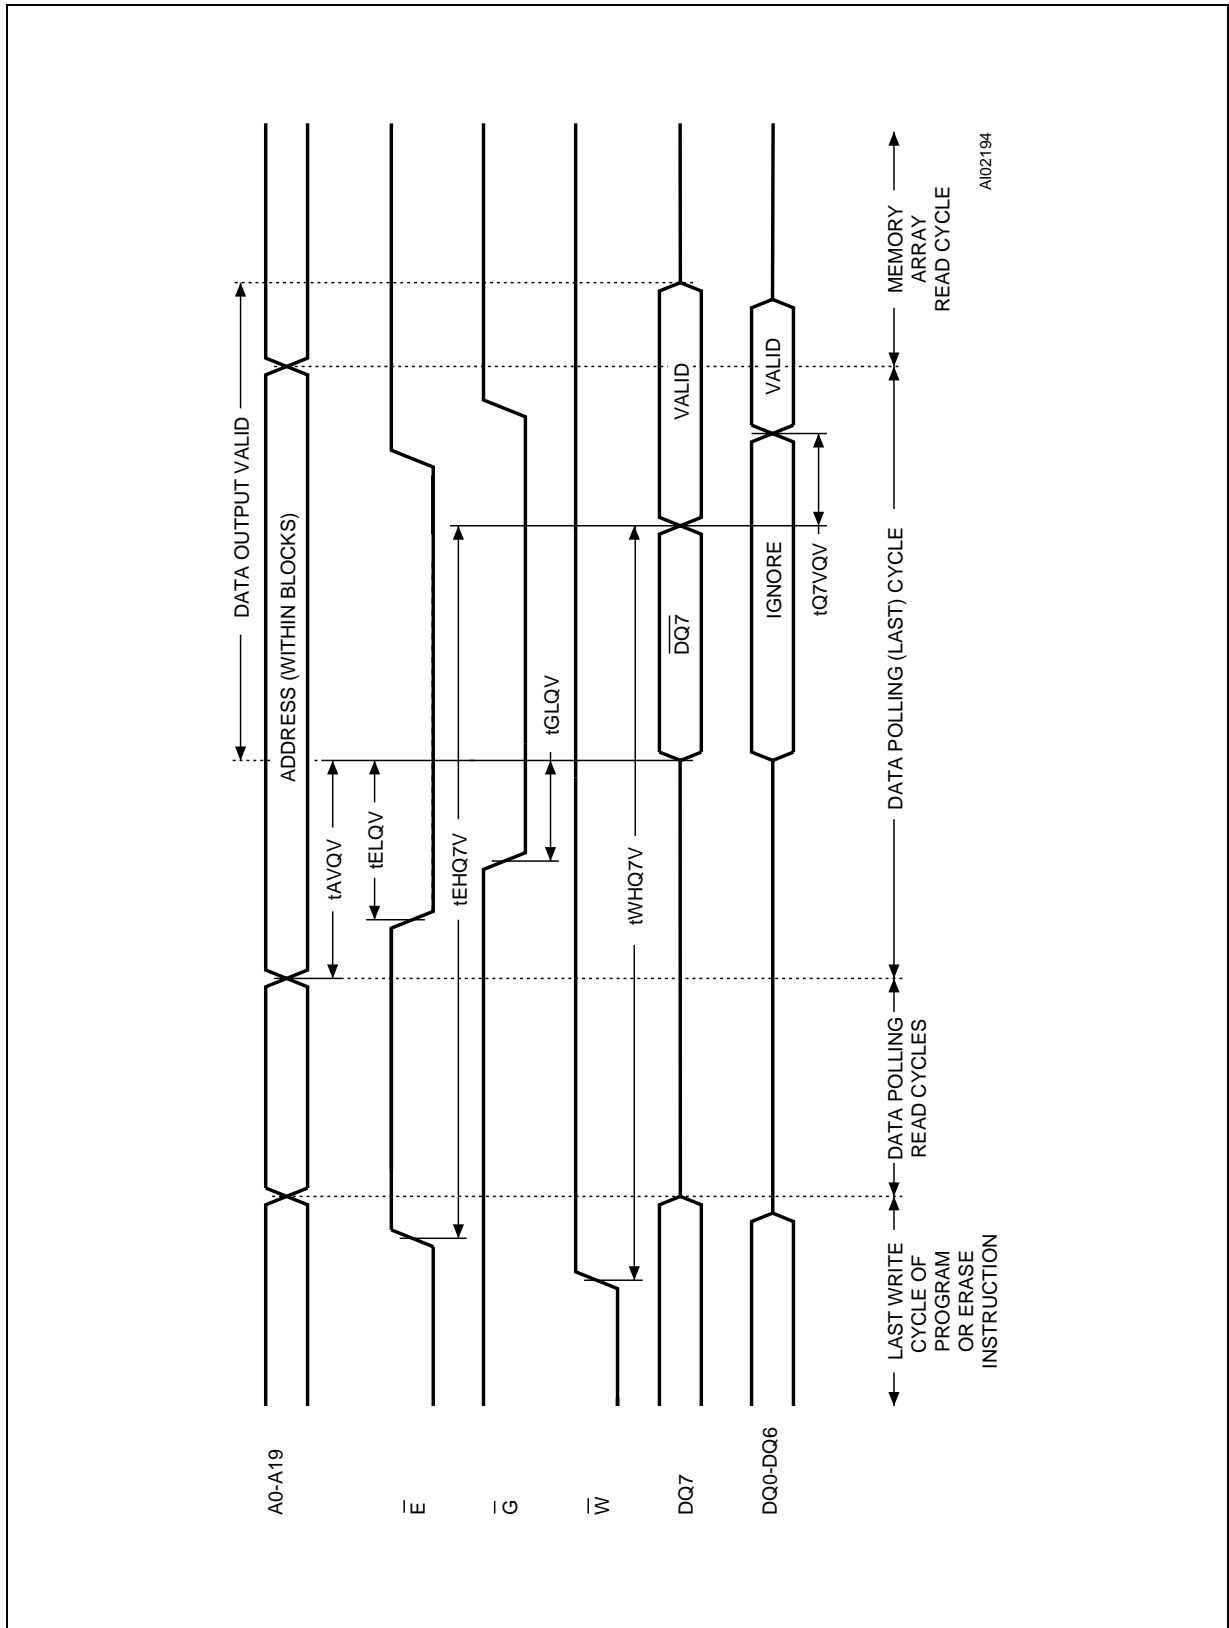 A0-A19
E̅
G̅
W̅
DQ7
DQ0-DQ6
DATA OUTPUT VALID
ADDRESS (WITHIN BLOCKS)
tAVQV
tELQV
tEHQ7V
tGLQV
tWHQ7V
D̅Q̅7̅
VALID
IGNORE
VALID
tQ7VQV
LAST WRITE
CYCLE OF
PROGRAM
OR ERASE
INSTRUCTION
DATA POLLING
READ CYCLES
DATA POLLING (LAST) CYCLE
MEMORY
ARRAY
READ CYCLE
AI02194